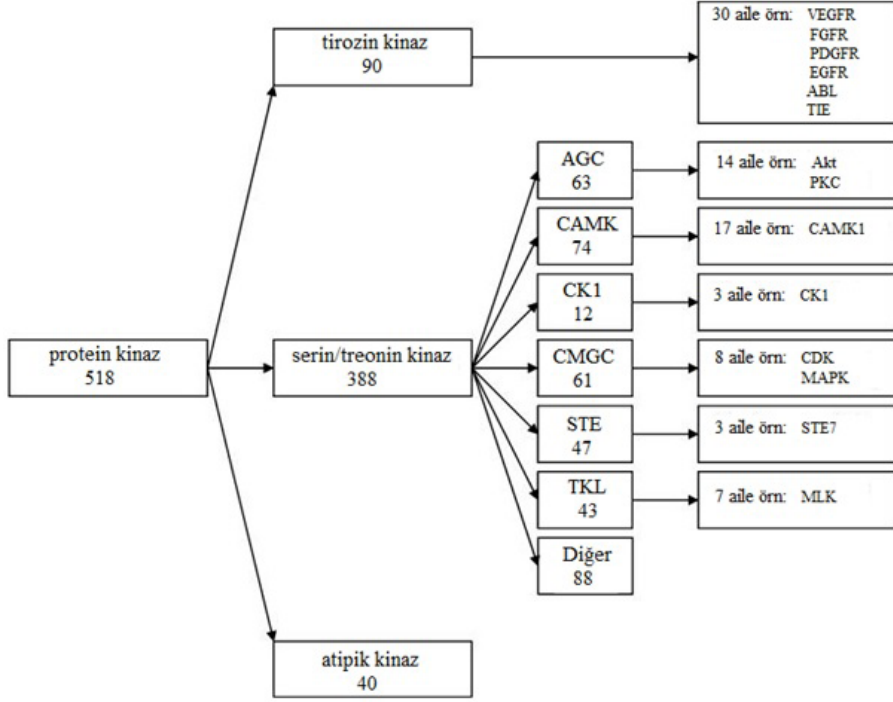 tirozin kinaz
90
30 aile örn: VEGFR
FGFR
PDGFR
EGFR
ABL
TIE
AGC
63
14 aile örn: Akt
PKC
CAMK
74
17 aile örn: CAMK1
CK1
12
3 aile örn: CK1
protein kinaz
518
serin/treonin kinaz
388
CMGC
61
8 aile örn: CDK
MAPK
STE
47
3 aile örn: STE7
TKL
43
7 aile örn: MLK
Diğer
88
atipik kinaz
40